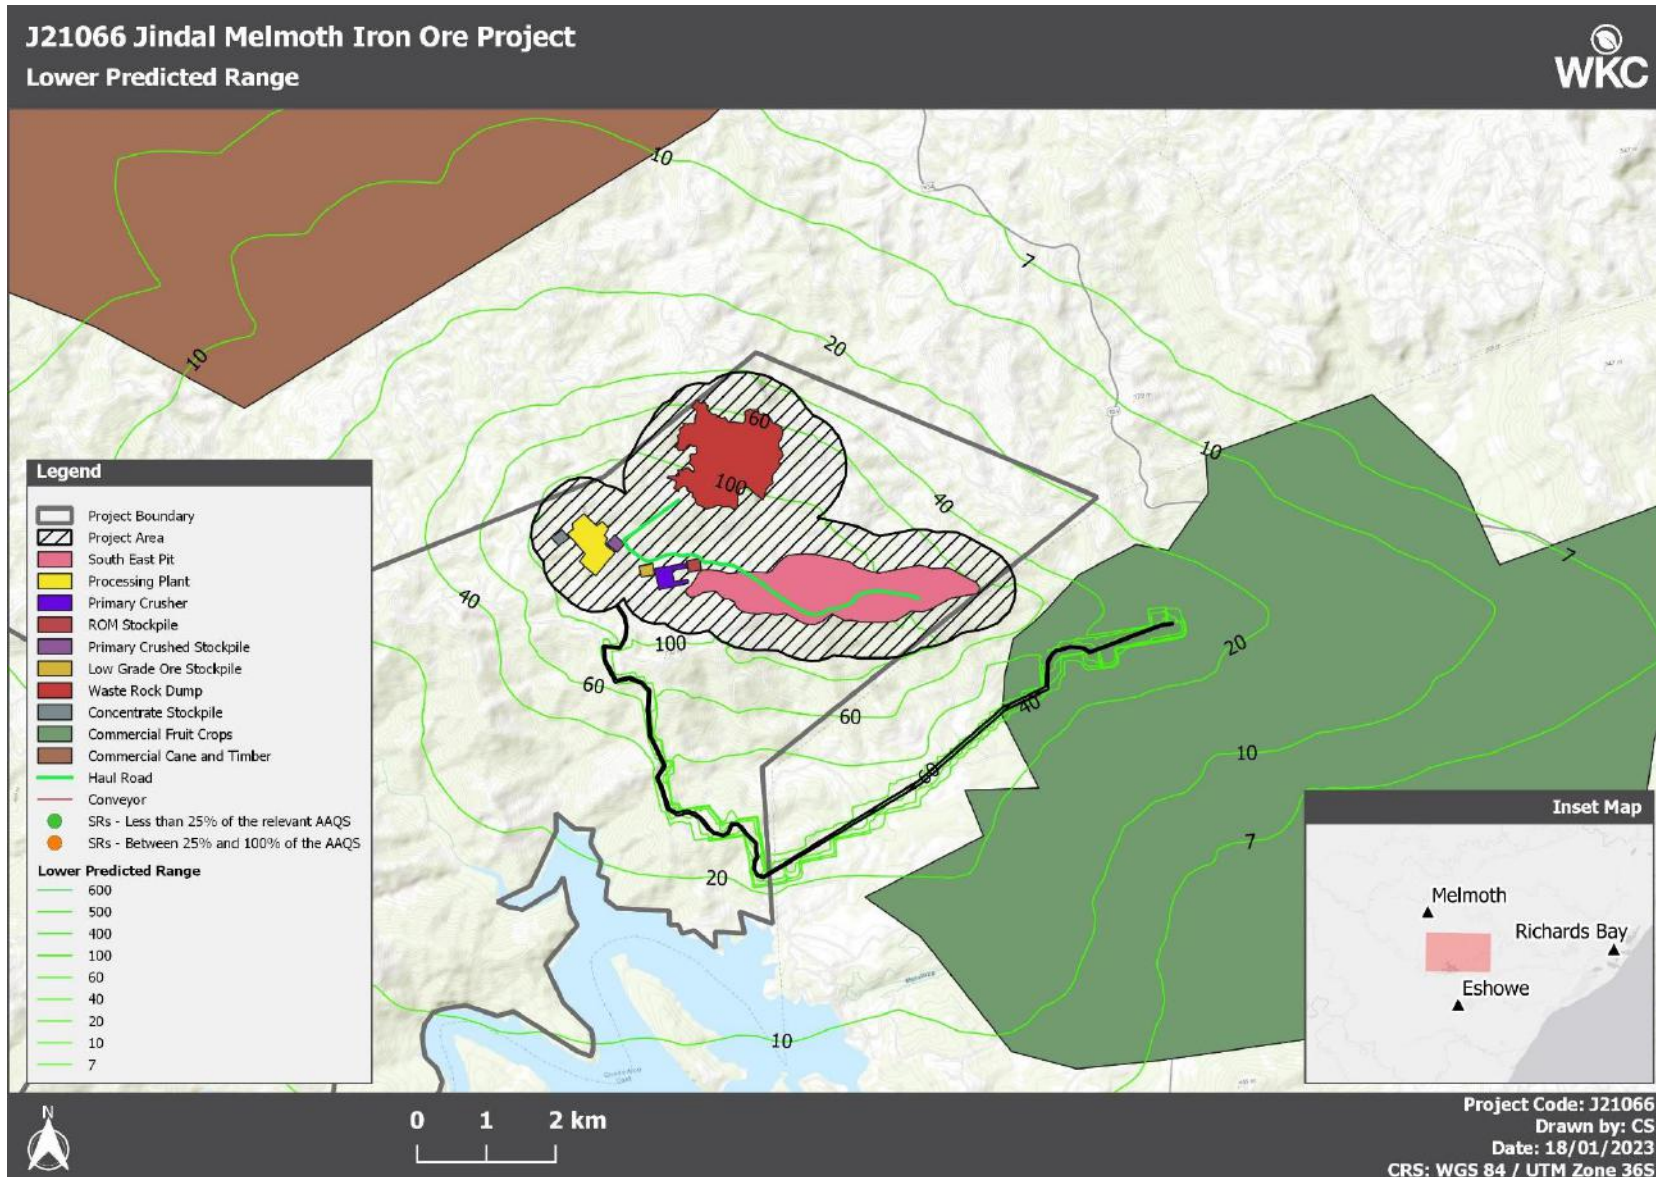 J21066 Jindal Melmoth Iron Ore Project
Lower Predicted Range
WKC
10
7
20
10
10
60
100
40
7
40
100
60
60
20
40
60
10
7
20
10
Legend
Project Boundary
Project Area
South East Pit
Processing Plant
Primary Crusher
ROM Stockpile
Primary Crushed Stockpile
Low Grade Ore Stockpile
Waste Rock Dump
Concentrate Stockpile
Commercial Fruit Crops
Commercial Cane and Timber
Haul Road
Conveyor
SRs - Less than 25% of the relevant AAQS
SRs - Between 25% and 100% of the AAQS
Lower Predicted Range
600
500
400
100
60
40
20
10
7
Inset Map
Melmoth
Richards Bay
Eshowe
N
0 1 2 km
Project Code: J21066
Drawn by: CS
Date: 18/01/2023
CRS: WGS 84 / UTM Zone 36S